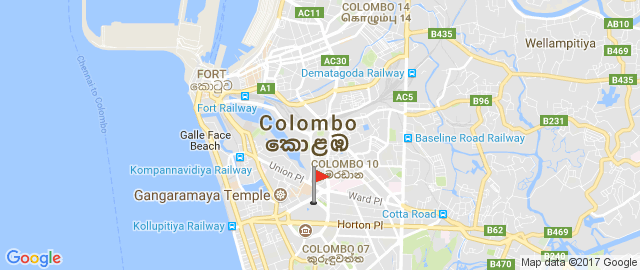 AC11
COLOMBO 14
கொழும்பு 14
AB10
B435
B435
Wellampitiya
AC30
FORT
කොටුව
Dematagoda Railway
A1
AC5
Fort Railway
B96
B231
Colombo
කොළඹ
Galle Face
Beach
Baseline Road Railway
B469
Chennai to Colombo
Kompannavidiya Railway
Union Pl
COLOMBO 10
මරදාන
Gangaramaya Temple
Ward Pl
Kollupitiya Railway
Cotta Road
Horton Pl
B62
B469
COLOMBO 07
කුරුඳුවත්ත
B470
B240
Google
Map data ©2017 Google